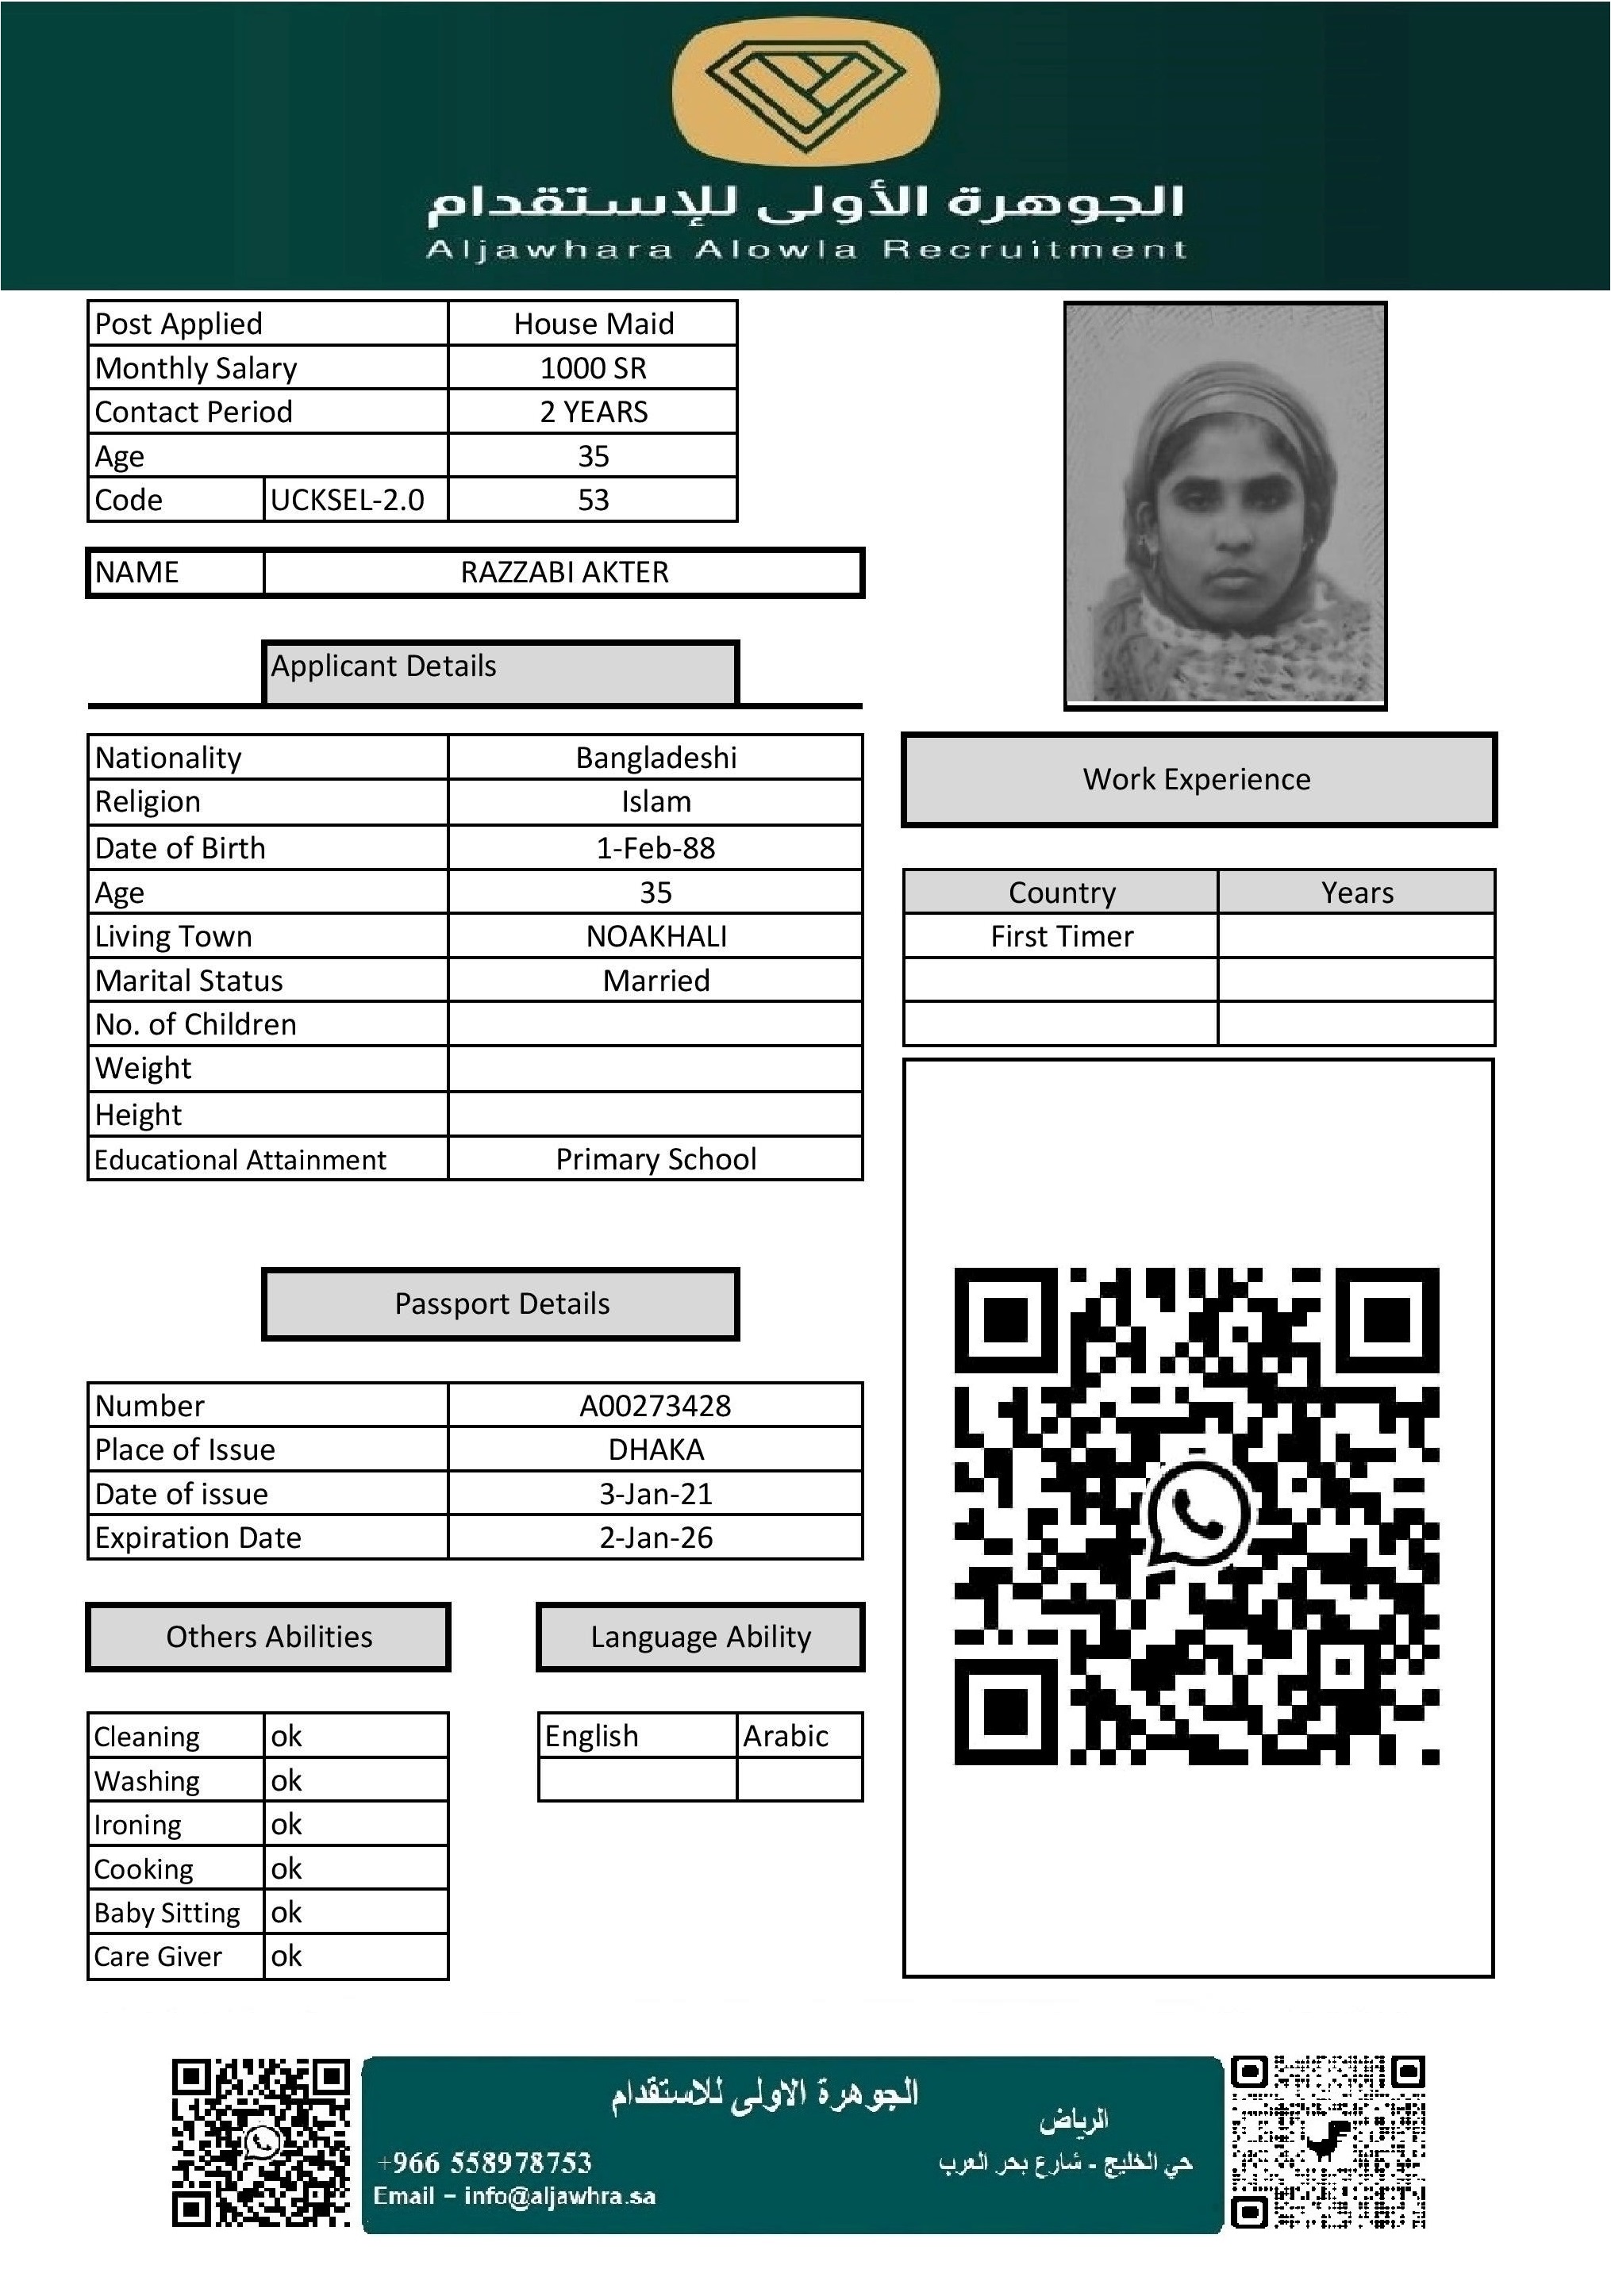 الجوهرة الأولى للإستقدام
Aljawhara Alowla Recruitment
Post Applied House Maid
Monthly Salary 1000 SR
Contact Period 2 YEARS
Age 35
Code UCKSEL-2.0 53
NAME RAZZABI AKTER
Applicant Details
Nationality Bangladeshi
Religion Islam
Date of Birth 1-Feb-88
Age 35
Living Town NOAKHALI
Marital Status Married
No. of Children
Weight
Height
Educational Attainment Primary School
Work Experience
Country Years
First Timer
Passport Details
Number A00273428
Place of Issue DHAKA
Date of issue 3-Jan-21
Expiration Date 2-Jan-26
Others Abilities
Cleaning ok
Washing ok
Ironing ok
Cooking ok
Baby Sitting ok
Care Giver ok
Language Ability
English Arabic
الجوهرة الاولى للاستقدام
الرياض
حي الخليج - شارع بحر العرب
+966 558978753
Email – info@aljawhra.sa